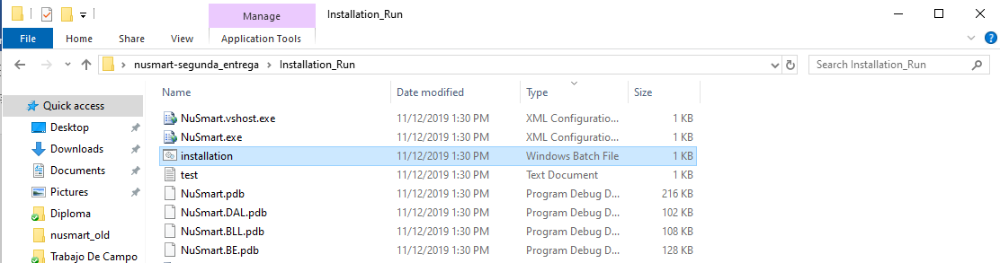 Manage
Installation_Run
File
Home
Share
View
Application Tools
nusmart-segunda_entrega
Installation_Run
Search Installation_Run
Name
Date modified
Type
Size
Quick access
Desktop
Downloads
Documents
Pictures
Diploma
nusmart_old
Trabajo De Campo
NuSmart.vshost.exe 11/12/2019 1:30 PM XML Configuratio... 1 KB
NuSmart.exe 11/12/2019 1:30 PM XML Configuratio... 1 KB
installation 11/12/2019 1:30 PM Windows Batch File 1 KB
test 11/12/2019 1:30 PM Text Document 1 KB
NuSmart.pdb 11/12/2019 1:30 PM Program Debug D... 216 KB
NuSmart.DAL.pdb 11/12/2019 1:30 PM Program Debug D... 102 KB
NuSmart.BLL.pdb 11/12/2019 1:30 PM Program Debug D... 108 KB
NuSmart.BE.pdb 11/12/2019 1:30 PM Program Debug D... 128 KB